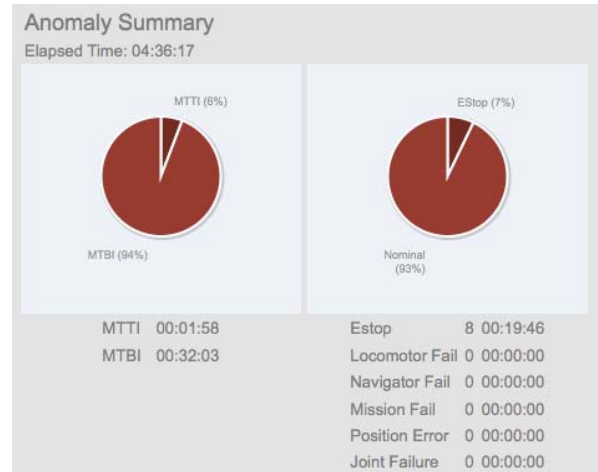 Anomaly Summary
Elapsed Time: 04:36:17
MTTI (6%)
MTBI (94%)
EStop (7%)
Nominal
(93%)
MTTI 00:01:58
MTBI 00:32:03
Estop 8 00:19:46
Locomotor Fail 0 00:00:00
Navigator Fail 0 00:00:00
Mission Fail 0 00:00:00
Position Error 0 00:00:00
Joint Failure 0 00:00:00